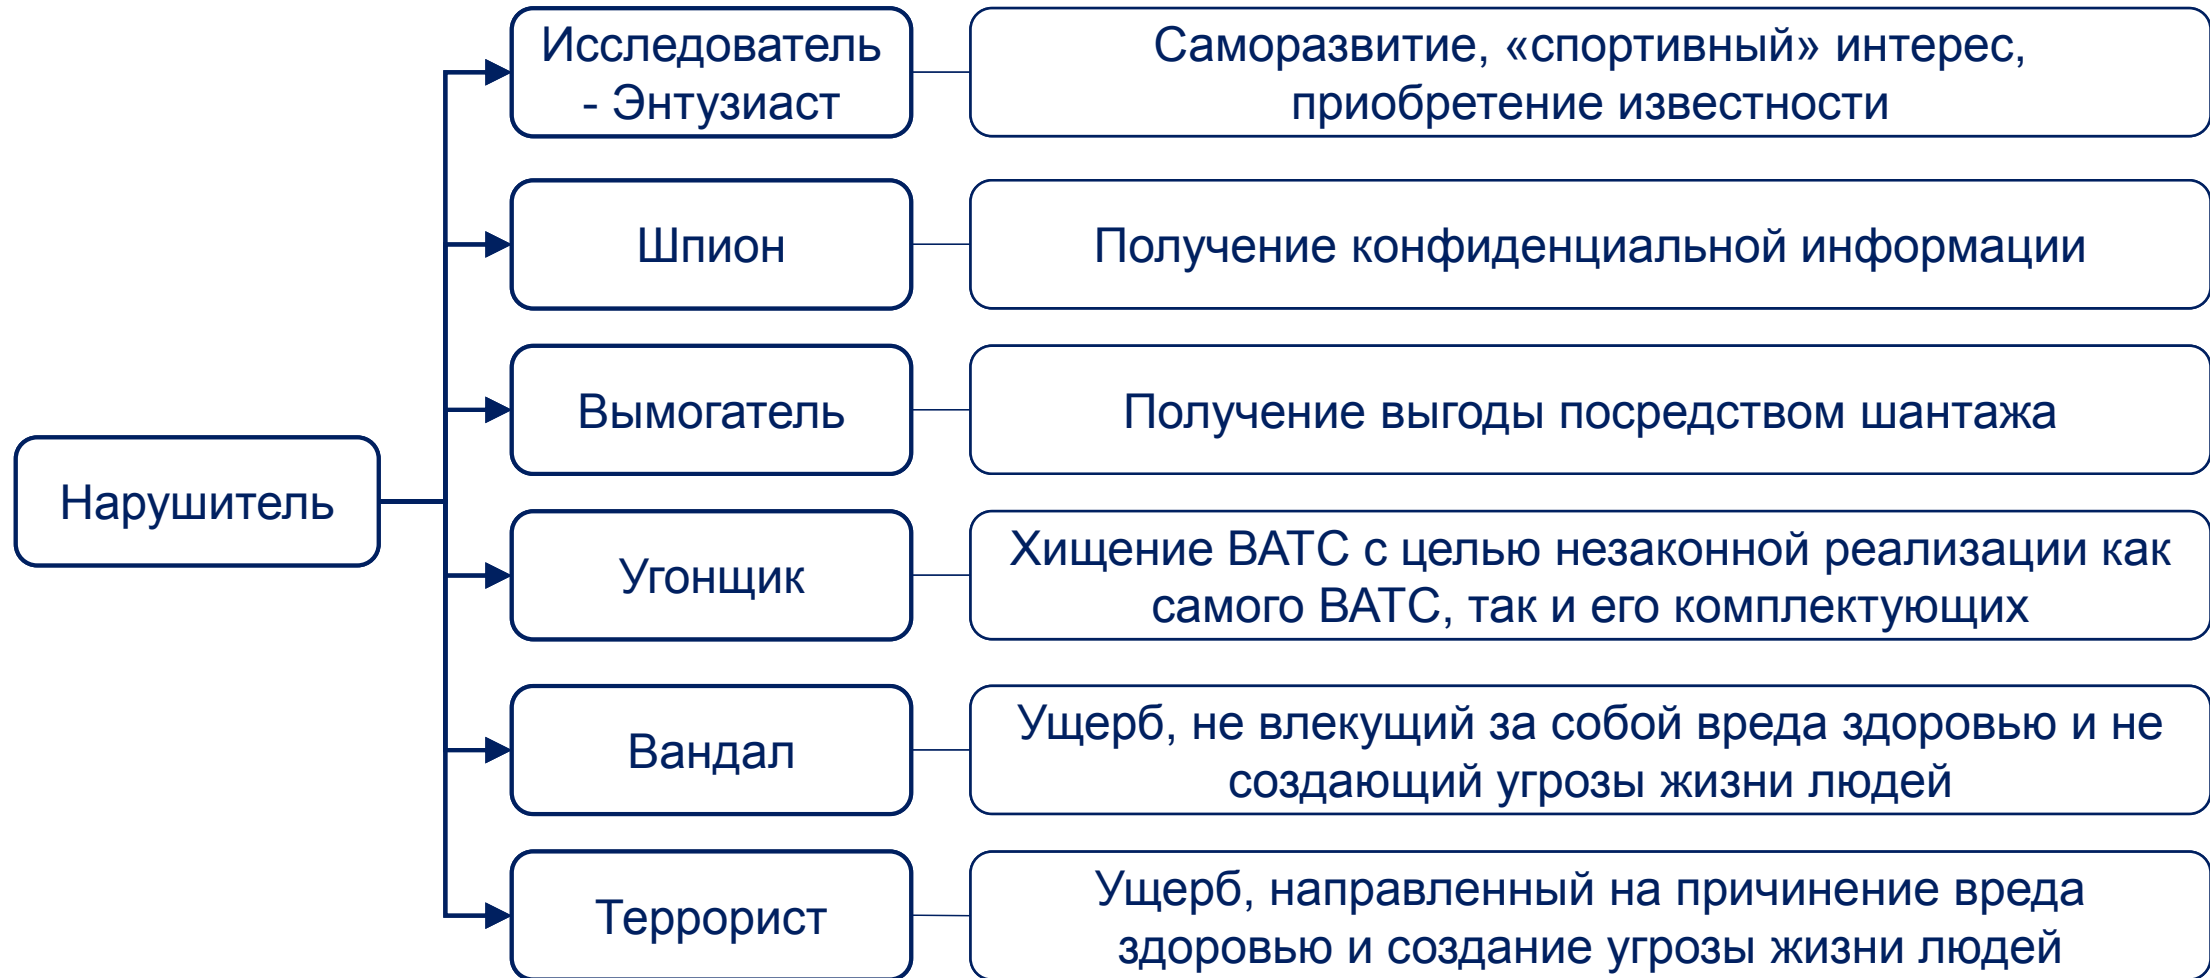 Исследователь
- Энтузиаст
Саморазвитие, «спортивный» интерес,
приобретение известности
Шпион
Получение конфиденциальной информации
Вымогатель
Получение выгоды посредством шантажа
Нарушитель
Угонщик
Хищение ВАТС с целью незаконной реализации как
самого ВАТС, так и его комплектующих
Вандал
Ущерб, не влекущий за собой вреда здоровью и не
создающий угрозы жизни людей
Террорист
Ущерб, направленный на причинение вреда
здоровью и создание угрозы жизни людей